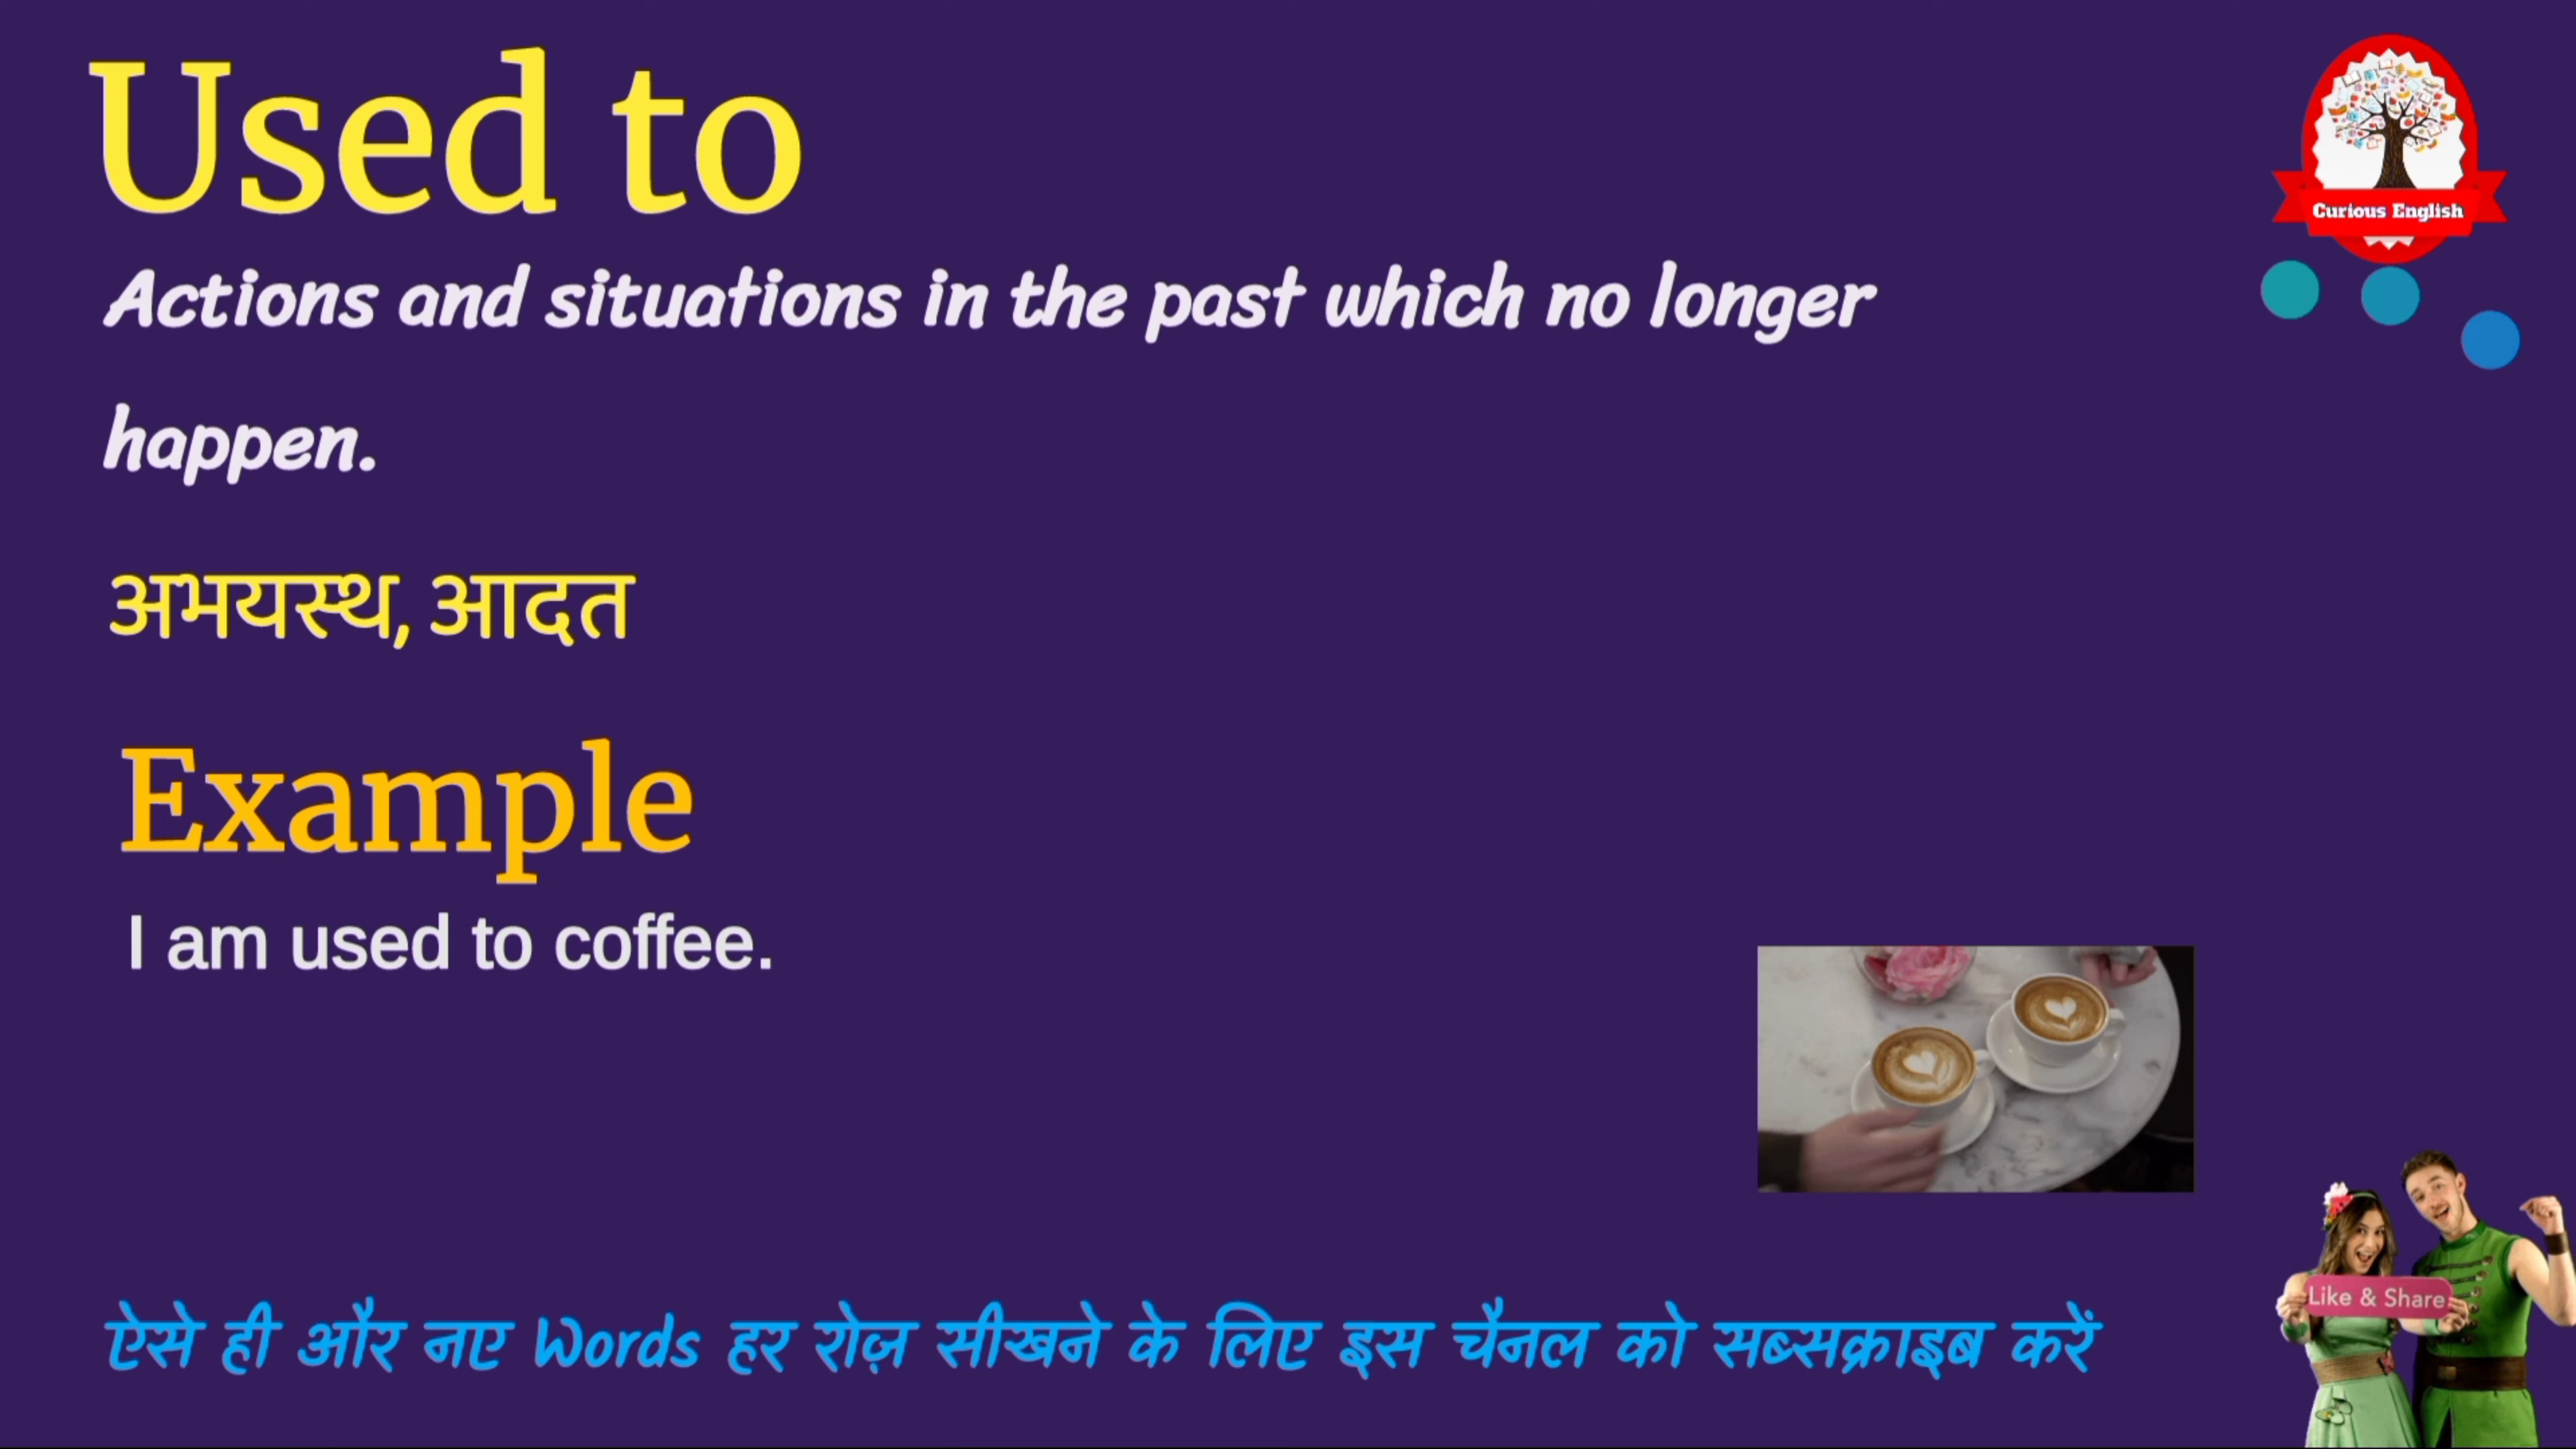 Used to
Curious English
Actions and situations in the past which no longer
happen.
अभयस्थ, आदत
Example
I am used to coffee.
Like & Share
ऐसे ही और नए Words हर रोज़ सीखने के लिए इस चैनल को सब्सक्राइब करें